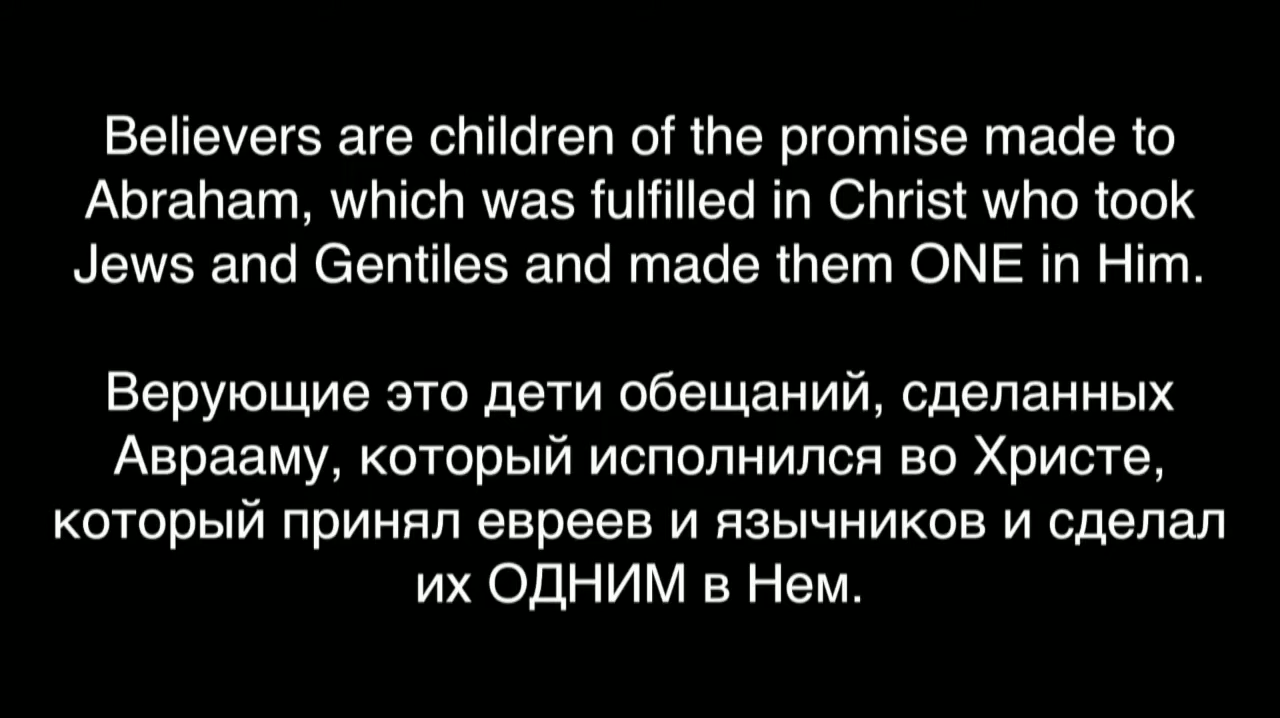 Believers are children of the promise made to
Abraham, which was fulfilled in Christ who took
Jews and Gentiles and made them ONE in Him.
Верующие это дети обещаний, сделанных
Аврааму, который исполнился во Христе,
который принял евреев и язычников и сделал
их ОДНИМ в Нем.